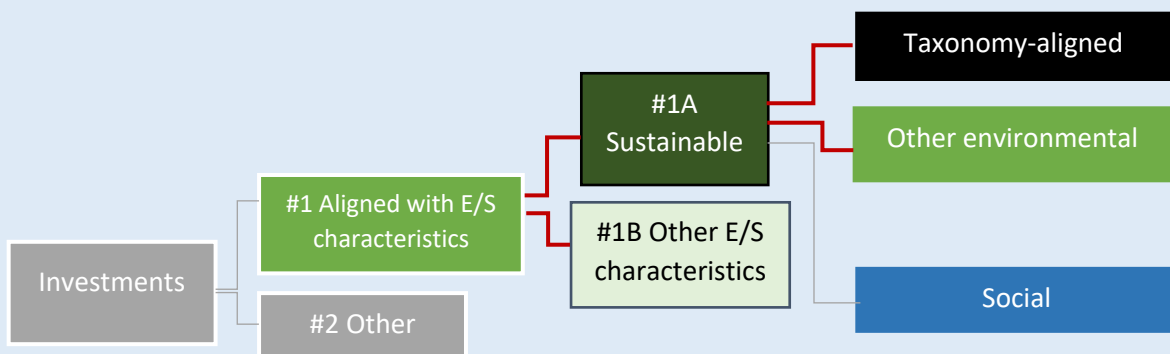 Taxonomy-aligned
#1A
Sustainable
Other environmental
#1 Aligned with E/S
characteristics
#1B Other E/S
characteristics
Investments
Social
#2 Other